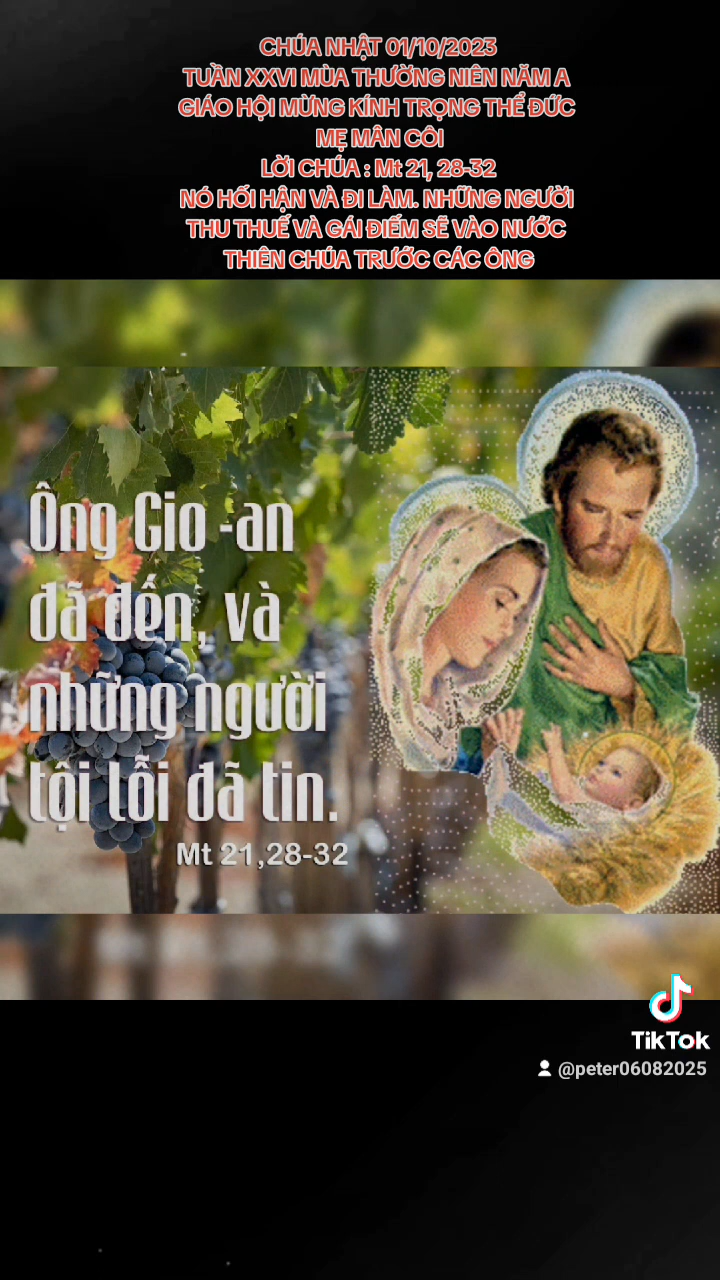 CHÚA NHẬT 01/10/2023
TUẦN XXVI MÙA THƯỜNG NIÊN NĂM A
GIÁO HỘI MỪNG KÍNH TRỌNG THỂ ĐỨC
MẸ MÂN CÔI
LỜI CHÚA : Mt 21, 28-32
NÓ HỐI HẬN VÀ ĐI LÀM. NHỮNG NGƯỜI
THU THUẾ VÀ GÁI ĐIẾM SẼ VÀO NƯỚC
THIÊN CHÚA TRƯỚC CÁC ÔNG
Ông Gio -an
đã đến, và
những người
tội lỗi đã tin.
Mt 21,28-32
TikTok
@peter06082025